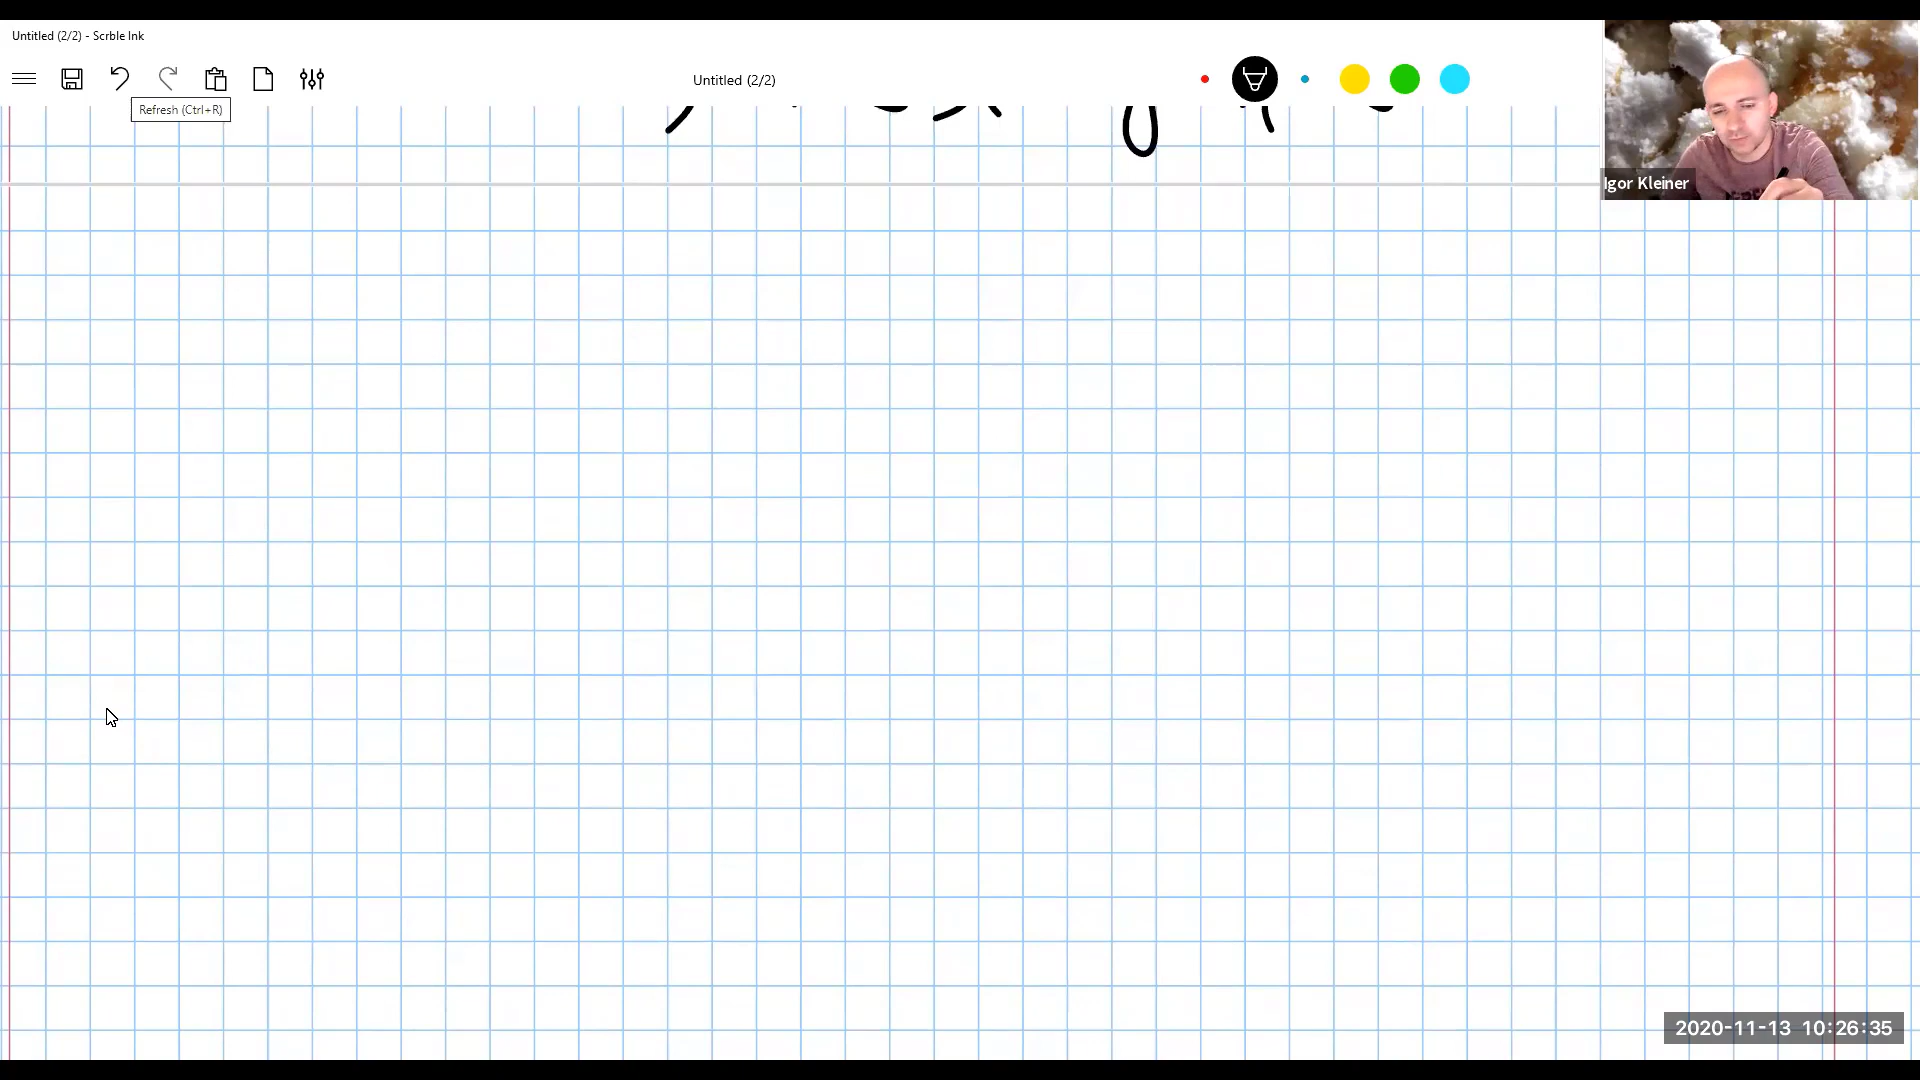 Untitled (2/2) - Scrble Ink
Untitled (2/2)
Refresh (Ctrl+R)
Igor Kleiner
2020-11-13 10:26:35